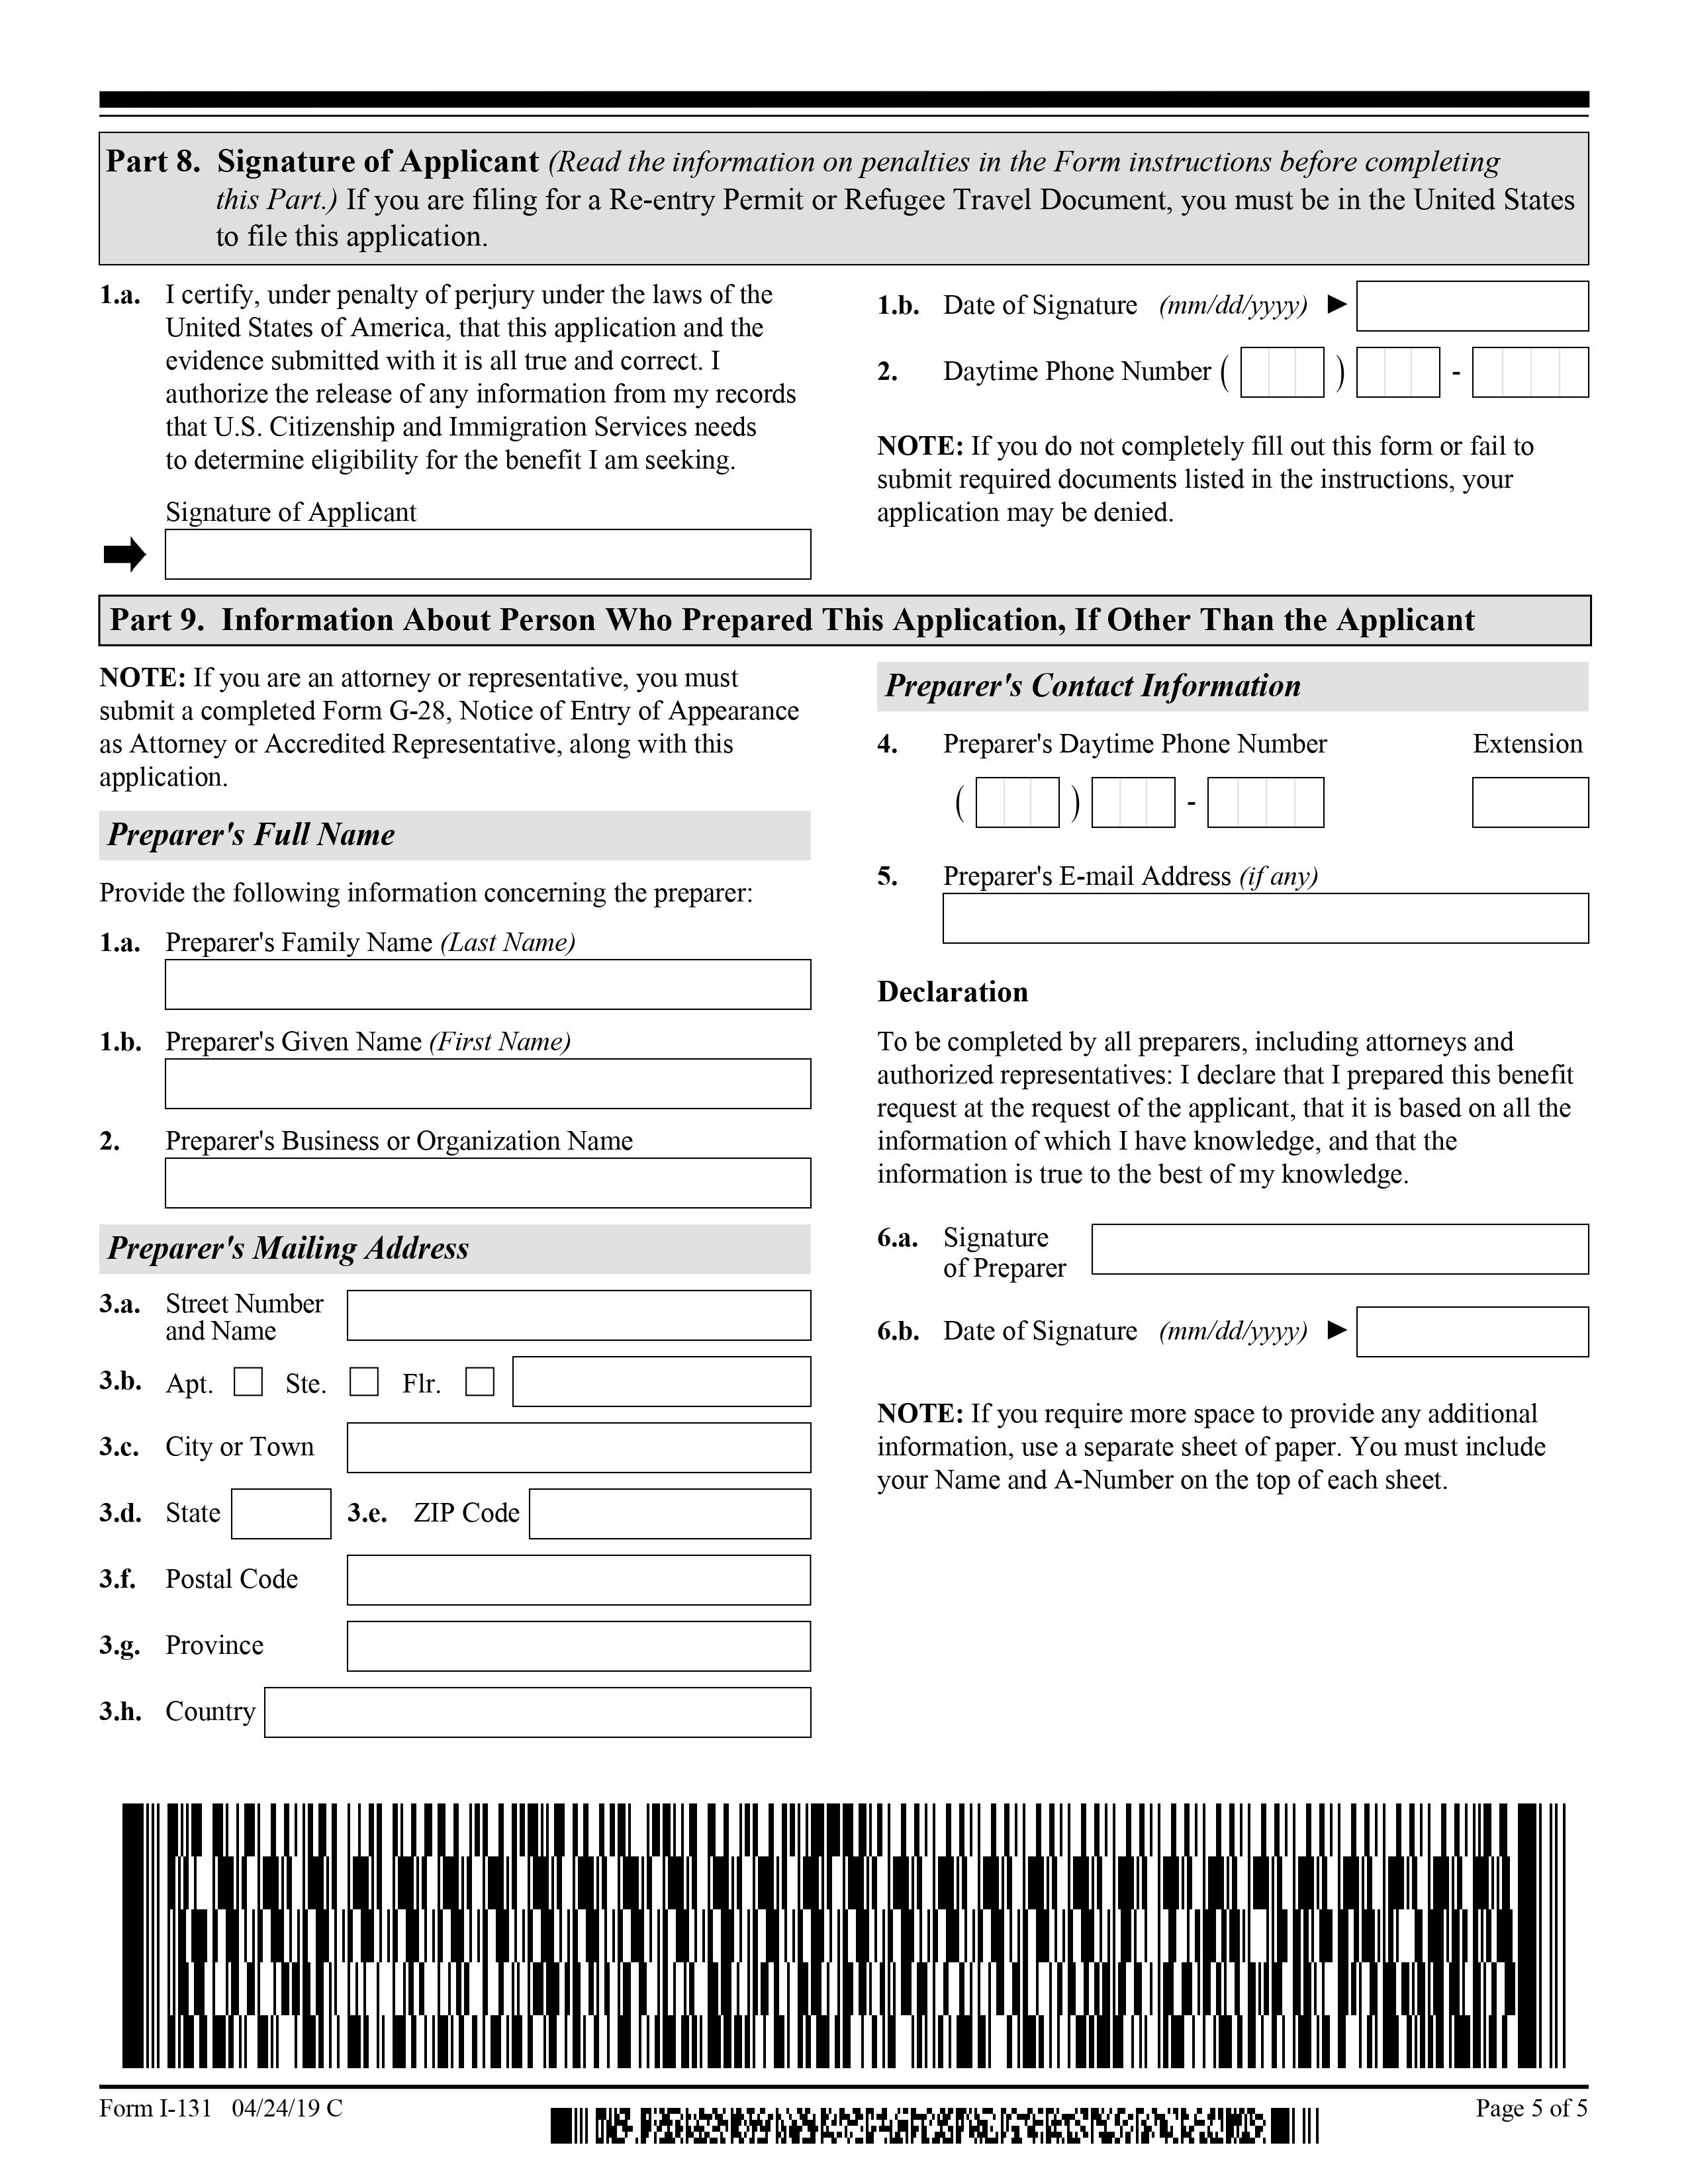 Part 8. Signature of Applicant (Read the information on penalties in the Form instructions before completing
this Part.) If you are filing for a Re-entry Permit or Refugee Travel Document, you must be in the United States
to file this application.
1.a. I certify, under penalty of perjury under the laws of the
United States of America, that this application and the
evidence submitted with it is all true and correct. I
authorize the release of any information from my records
that U.S. Citizenship and Immigration Services needs
to determine eligibility for the benefit I am seeking.
Signature of Applicant
1.b. Date of Signature (mm/dd/yyyy) ►
2. Daytime Phone Number ( ) -
NOTE: If you do not completely fill out this form or fail to
submit required documents listed in the instructions, your
application may be denied.
Part 9. Information About Person Who Prepared This Application, If Other Than the Applicant
NOTE: If you are an attorney or representative, you must
submit a completed Form G-28, Notice of Entry of Appearance
as Attorney or Accredited Representative, along with this
application.
Preparer's Full Name
Provide the following information concerning the preparer:
1.a. Preparer's Family Name (Last Name)
1.b. Preparer's Given Name (First Name)
2. Preparer's Business or Organization Name
Preparer's Mailing Address
3.a. Street Number
and Name
3.b. Apt. Ste. Flr.
3.c. City or Town
3.d. State 3.e. ZIP Code
3.f. Postal Code
3.g. Province
3.h. Country
Preparer's Contact Information
4. Preparer's Daytime Phone Number Extension
( ) -
5. Preparer's E-mail Address (if any)
Declaration
To be completed by all preparers, including attorneys and
authorized representatives: I declare that I prepared this benefit
request at the request of the applicant, that it is based on all the
information of which I have knowledge, and that the
information is true to the best of my knowledge.
6.a. Signature
of Preparer
6.b. Date of Signature (mm/dd/yyyy) ►
NOTE: If you require more space to provide any additional
information, use a separate sheet of paper. You must include
your Name and A-Number on the top of each sheet.
Form I-131 04/24/19 C
Page 5 of 5